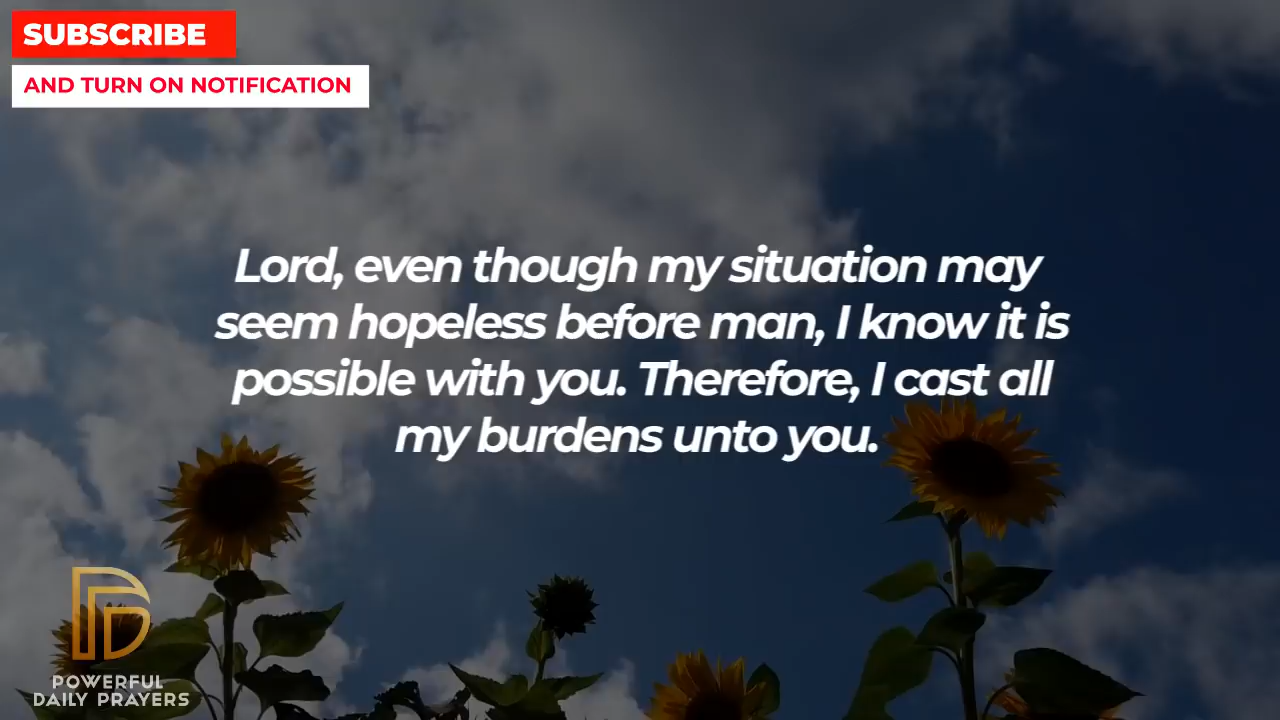 SUBSCRIBE
AND TURN ON NOTIFICATION
Lord, even though my situation may
seem hopeless before man, I know it is
possible with you. Therefore, I cast all
my burdens unto you.
POWERFUL
DAILY PRAYERS